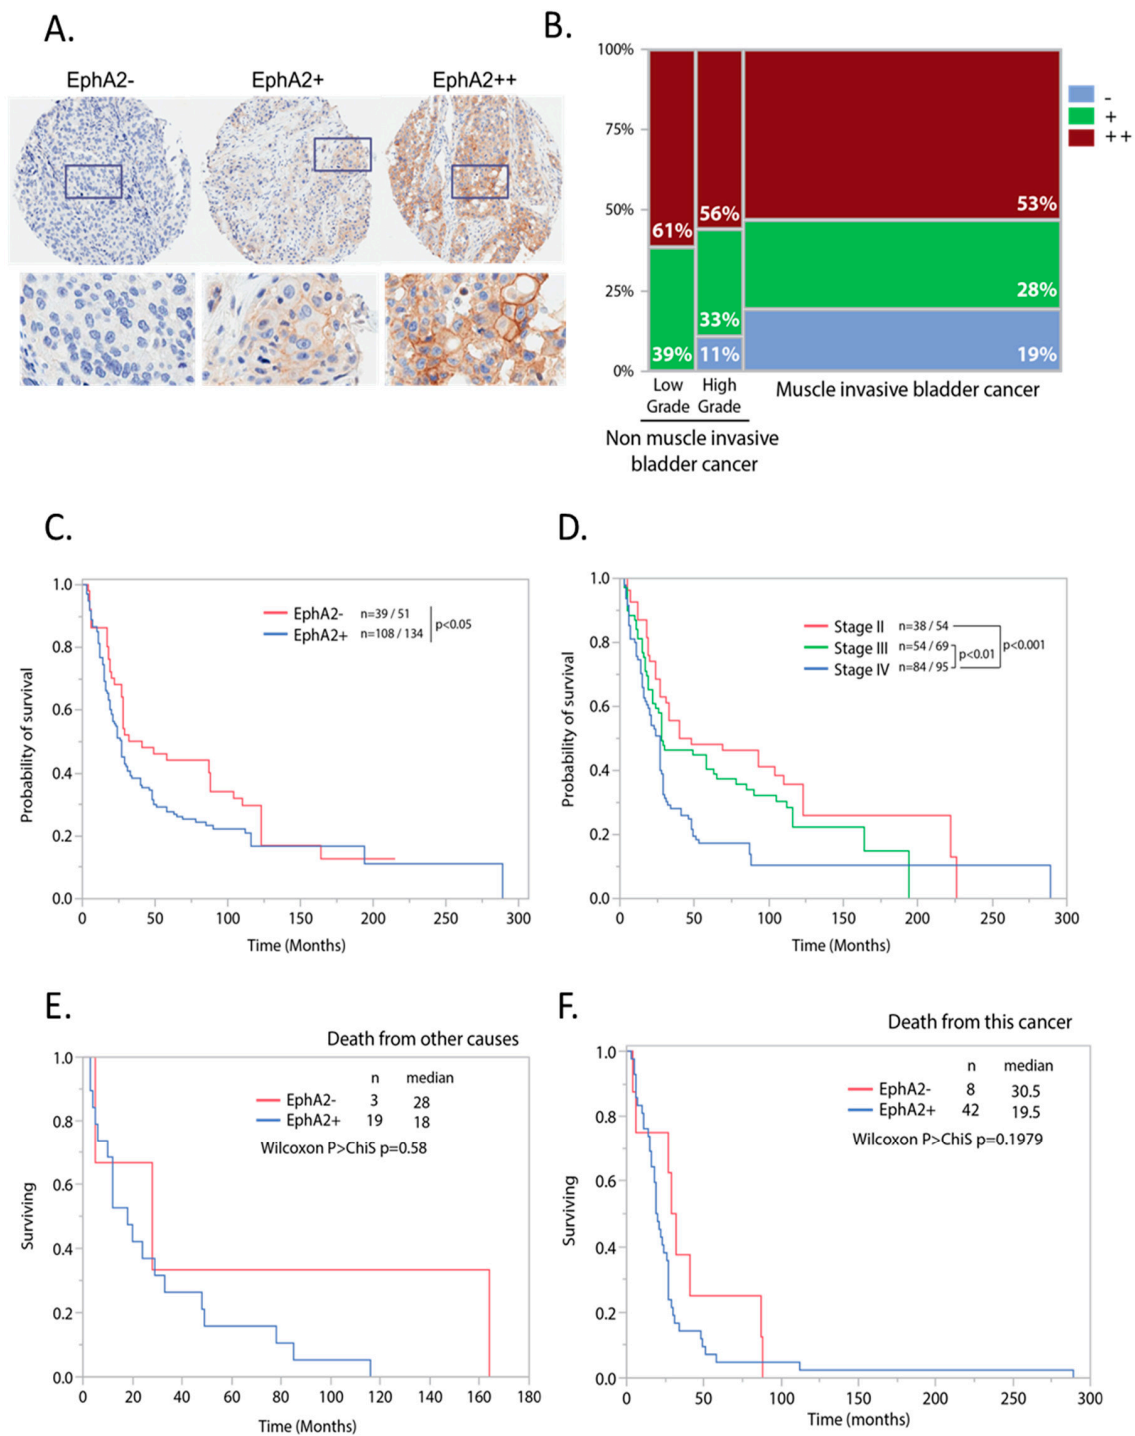 A.
EphA2-
EphA2+
EphA2++
B.
100%
75%
50%
25%
0%
61%
39%
56%
33%
11%
53%
28%
19%
-
+
++
Low
Grade
High
Grade
Muscle invasive bladder cancer
Non muscle invasive
bladder cancer
C.
Probability of survival
1.0
0.8
0.6
0.4
0.2
0.0
EphA2- n=39 / 51
EphA2+ n=108 / 134
p<0.05
0 50 100 150 200 250 300
Time (Months)
D.
Probability of survival
1.0
0.8
0.6
0.4
0.2
0.0
Stage II n=38 / 54
Stage III n=54 / 69
Stage IV n=84 / 95
p<0.01
p<0.001
0 50 100 150 200 250 300
Time (Months)
E.
Death from other causes
Surviving
1.0
0.8
0.6
0.4
0.2
0.0
n median
EphA2- 3 28
EphA2+ 19 18
Wilcoxon P>ChiS p=0.58
0 20 40 60 80 100 120 140 160 180
Time (Months)
F.
Death from this cancer
Surviving
1.0
0.8
0.6
0.4
0.2
0.0
n median
EphA2- 8 30.5
EphA2+ 42 19.5
Wilcoxon P>ChiS p=0.1979
0 50 100 150 200 250 300
Time (months)